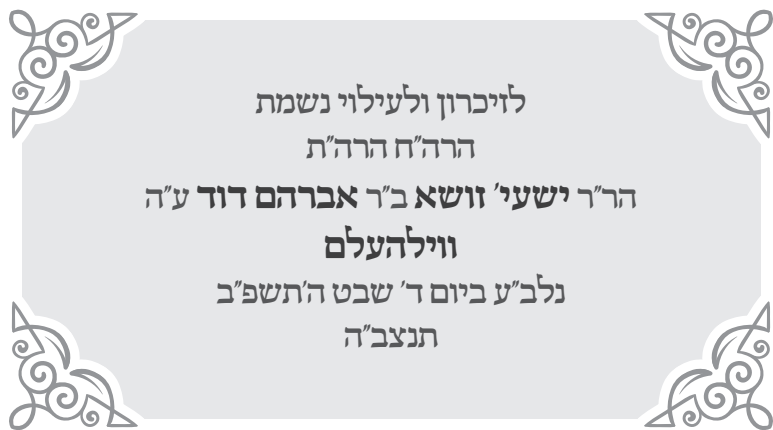 לזיכרון ולעילוי נשמת
הרה"ח הרה"ת
הר"ר ישעי' זושא ב"ר אברהם דוד ע"ה
ווילהעלם
נלב"ע ביום ד' שבט ה'תשפ"ב
תנצב"ה